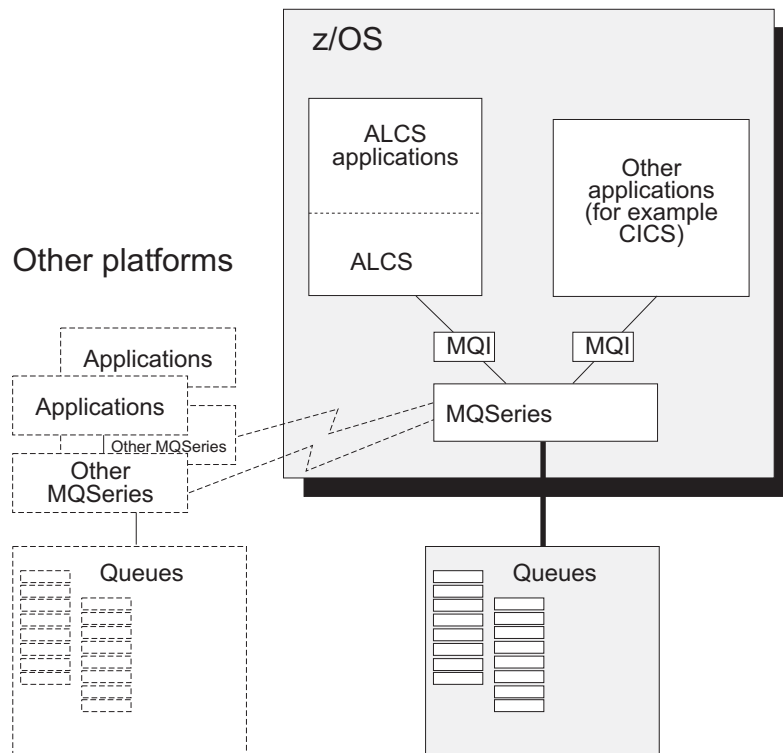 z/OS
ALCS
applications
ALCS
Other
applications
(for example
CICS)
MQI
MQI
MQSeries
Other platforms
Applications
Applications
Other MQSeries
Other
MQSeries
Queues
Queues